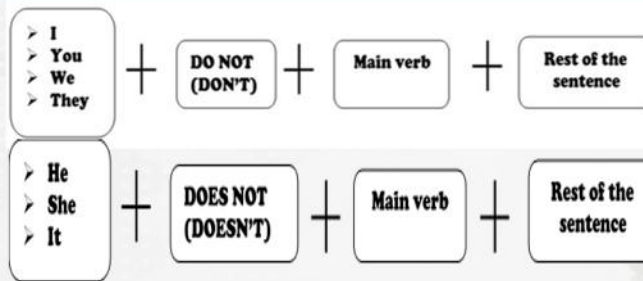 I
You
We
They
+
DO NOT
(DON'T)
+
Main verb
+
Rest of the
sentence
He
She
It
+
DOES NOT
(DOESN'T)
+
Main verb
+
Rest of the
sentence